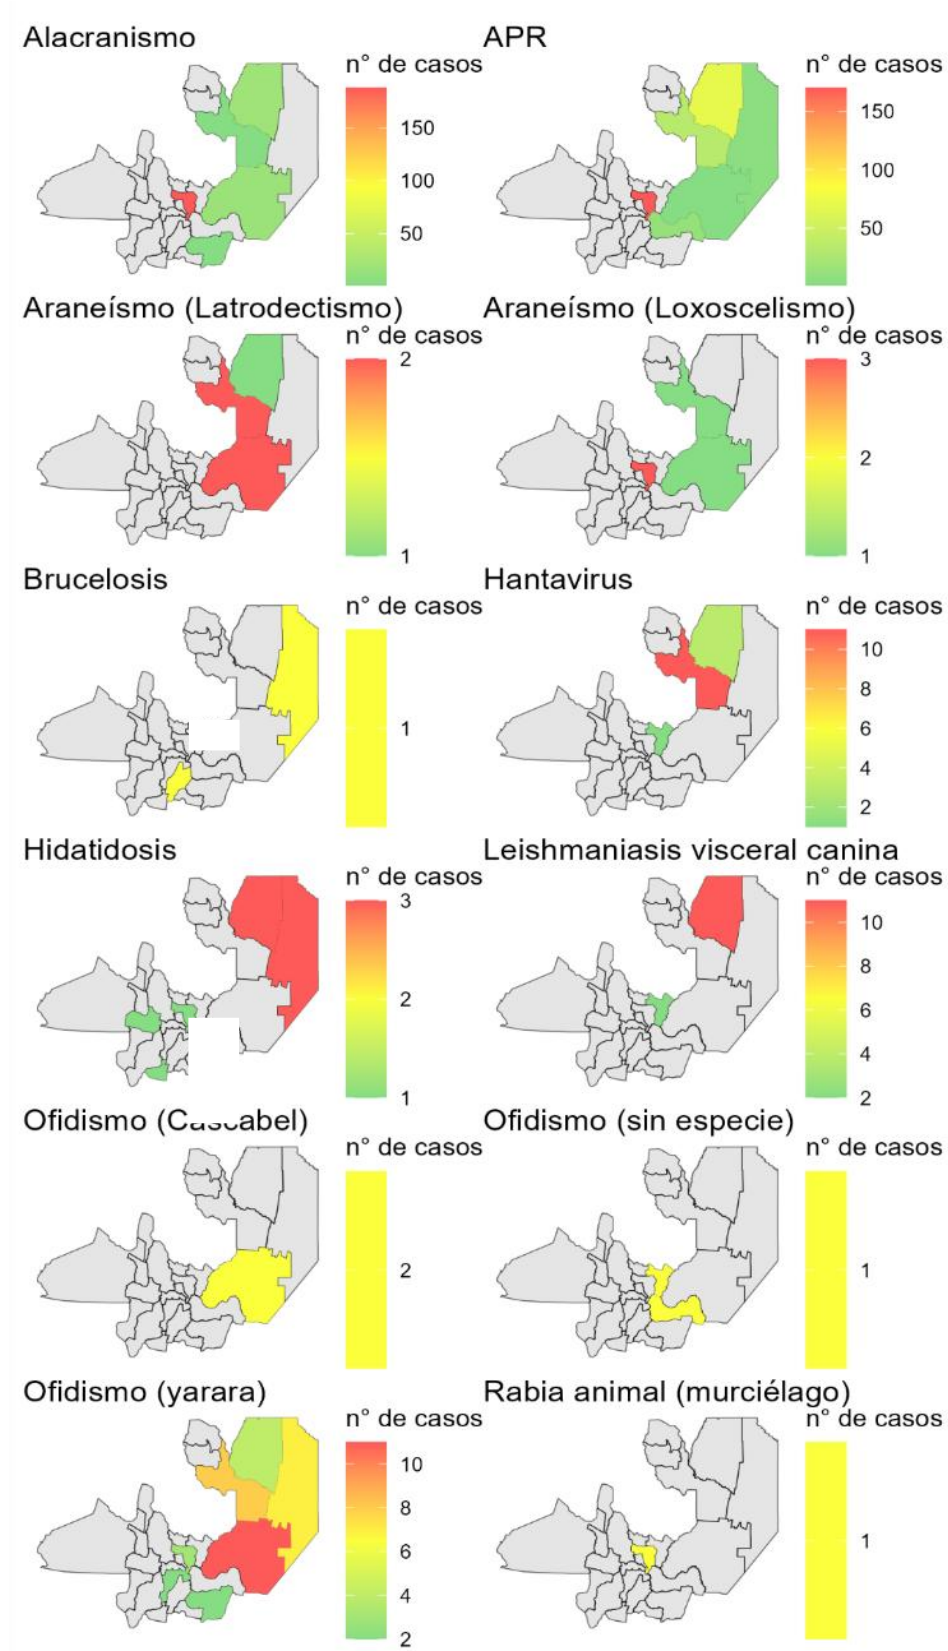 Alacranismo
n° de casos
150
100
50
APR
n° de casos
150
100
50
Araneísmo (Latrodectismo)
n° de casos
2
1
Araneísmo (Loxoscelismo)
n° de casos
3
2
1
Brucelosis
n° de casos
1
Hantavirus
n° de casos
10
8
6
4
2
Hidatidosis
n° de casos
3
2
1
Leishmaniasis visceral canina
n° de casos
10
8
6
4
2
Ofidismo (Cascabel)
n° de casos
2
Ofidismo (sin especie)
n° de casos
1
Ofidismo (yarara)
n° de casos
10
8
6
4
2
Rabia animal (murciélago)
n° de casos
1